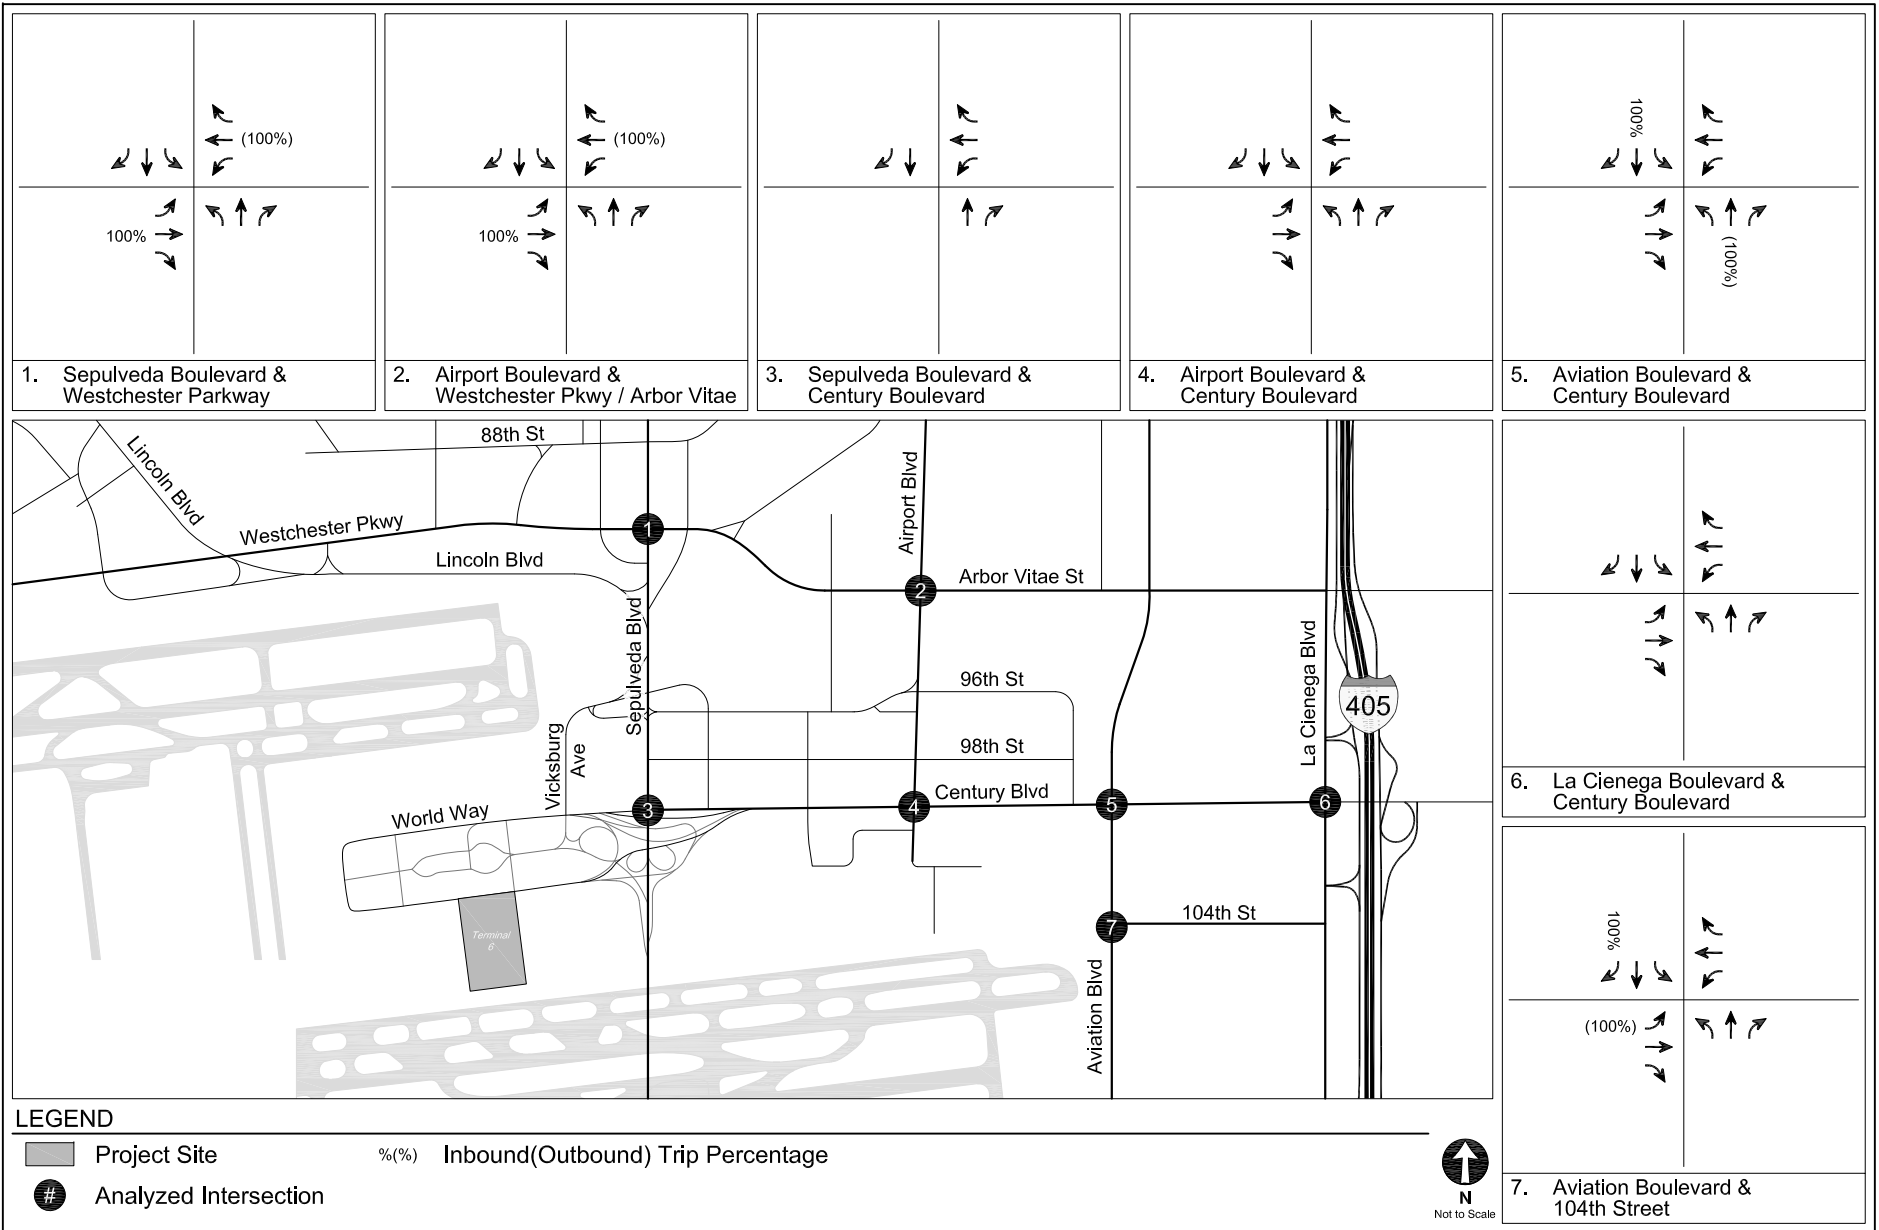 (100%)
100%
1. Sepulveda Boulevard &
Westchester Parkway
(100%)
100%
2. Airport Boulevard &
Westchester Pkwy / Arbor Vitae
3. Sepulveda Boulevard &
Century Boulevard
4. Airport Boulevard &
Century Boulevard
100%
(100%)
5. Aviation Boulevard &
Century Boulevard
88th St
Lincoln Blvd
Westchester Pkwy
Lincoln Blvd
1
Airport Blvd
Arbor Vitae St
2
Sepulveda Blvd
La Cienega Blvd
96th St
405
98th St
Vicksburg
Ave
Century Blvd
World Way
3
4
5
6
104th St
7
Terminal
6
Aviation Blvd
6. La Cienega Boulevard &
Century Boulevard
100%
(100%)
7. Aviation Boulevard &
104th Street
LEGEND
Project Site
%(%) Inbound(Outbound) Trip Percentage
# Analyzed Intersection
N
Not to Scale